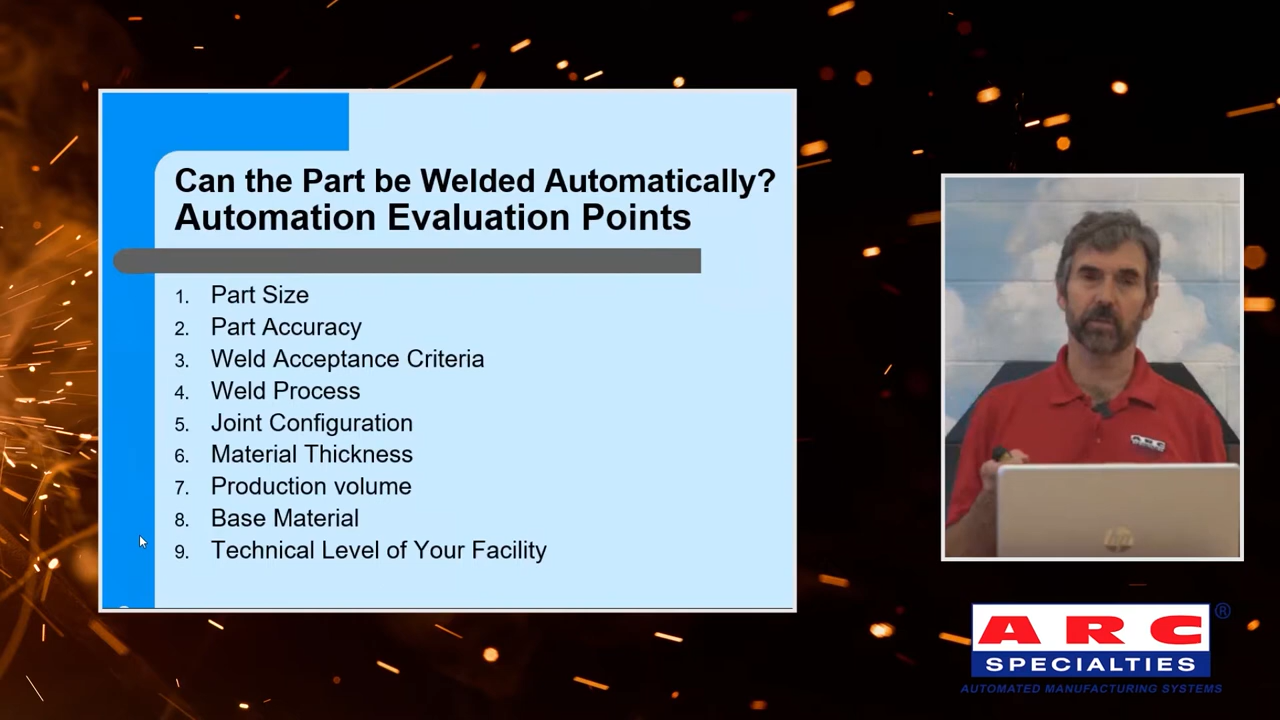 Can the Part be Welded Automatically?
Automation Evaluation Points
1. Part Size
2. Part Accuracy
3. Weld Acceptance Criteria
4. Weld Process
5. Joint Configuration
6. Material Thickness
7. Production volume
8. Base Material
9. Technical Level of Your Facility
ARC
hp
ARC ®
SPECIALTIES
AUTOMATED MANUFACTURING SYSTEMS